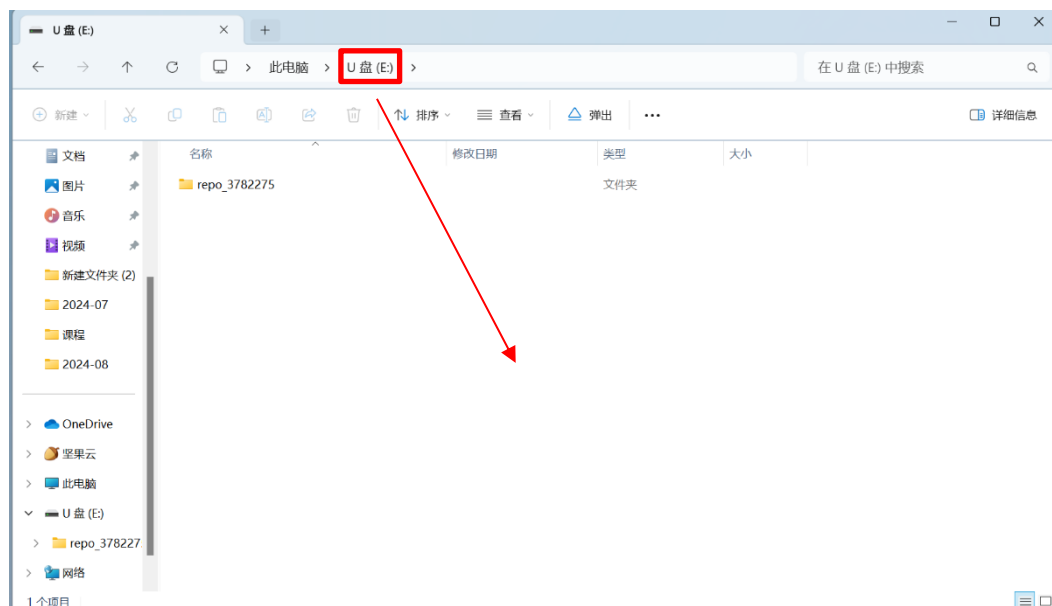 U 盘 (E:)
此电脑 > U 盘 (E:) >
在 U 盘 (E:) 中搜索
新建
排序
查看
弹出
详细信息
名称
修改日期
类型
大小
repo_3782275
文件夹
文档
图片
音乐
视频
新建文件夹 (2)
2024-07
课程
2024-08
OneDrive
坚果云
此电脑
U 盘 (E:)
repo_378227
网络
1 个项目